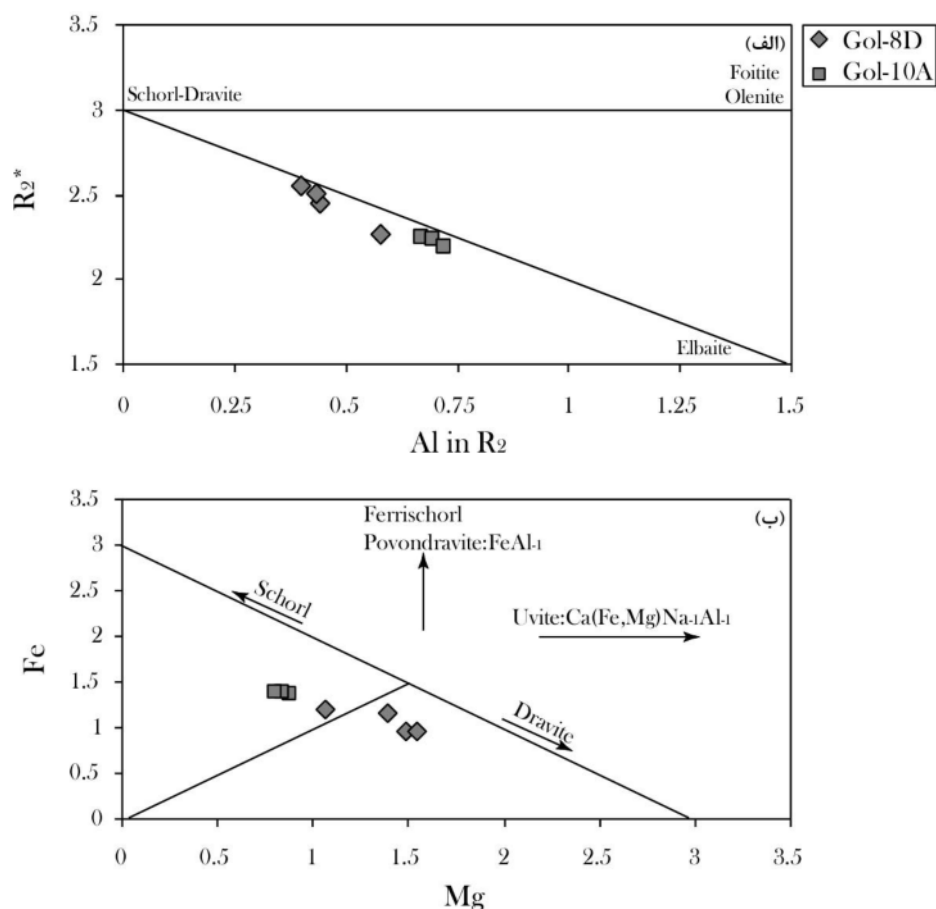 3.5
3
2.5
2
1.5
R2*
(الف)
Foitite
Olenite
Schorl-Dravite
Elbaite
Gol-8D
Gol-10A
0 0.25 0.5 0.75 1 1.25 1.5
Al in R2
3.5
3
2.5
2
1.5
1
0.5
0
Fe
(ب)
Ferrischorl
Povondravite:FeAl-1
Schorl
Uvite:Ca(Fe,Mg)Na-1Al-1
Dravite
0 0.5 1 1.5 2 2.5 3 3.5
Mg